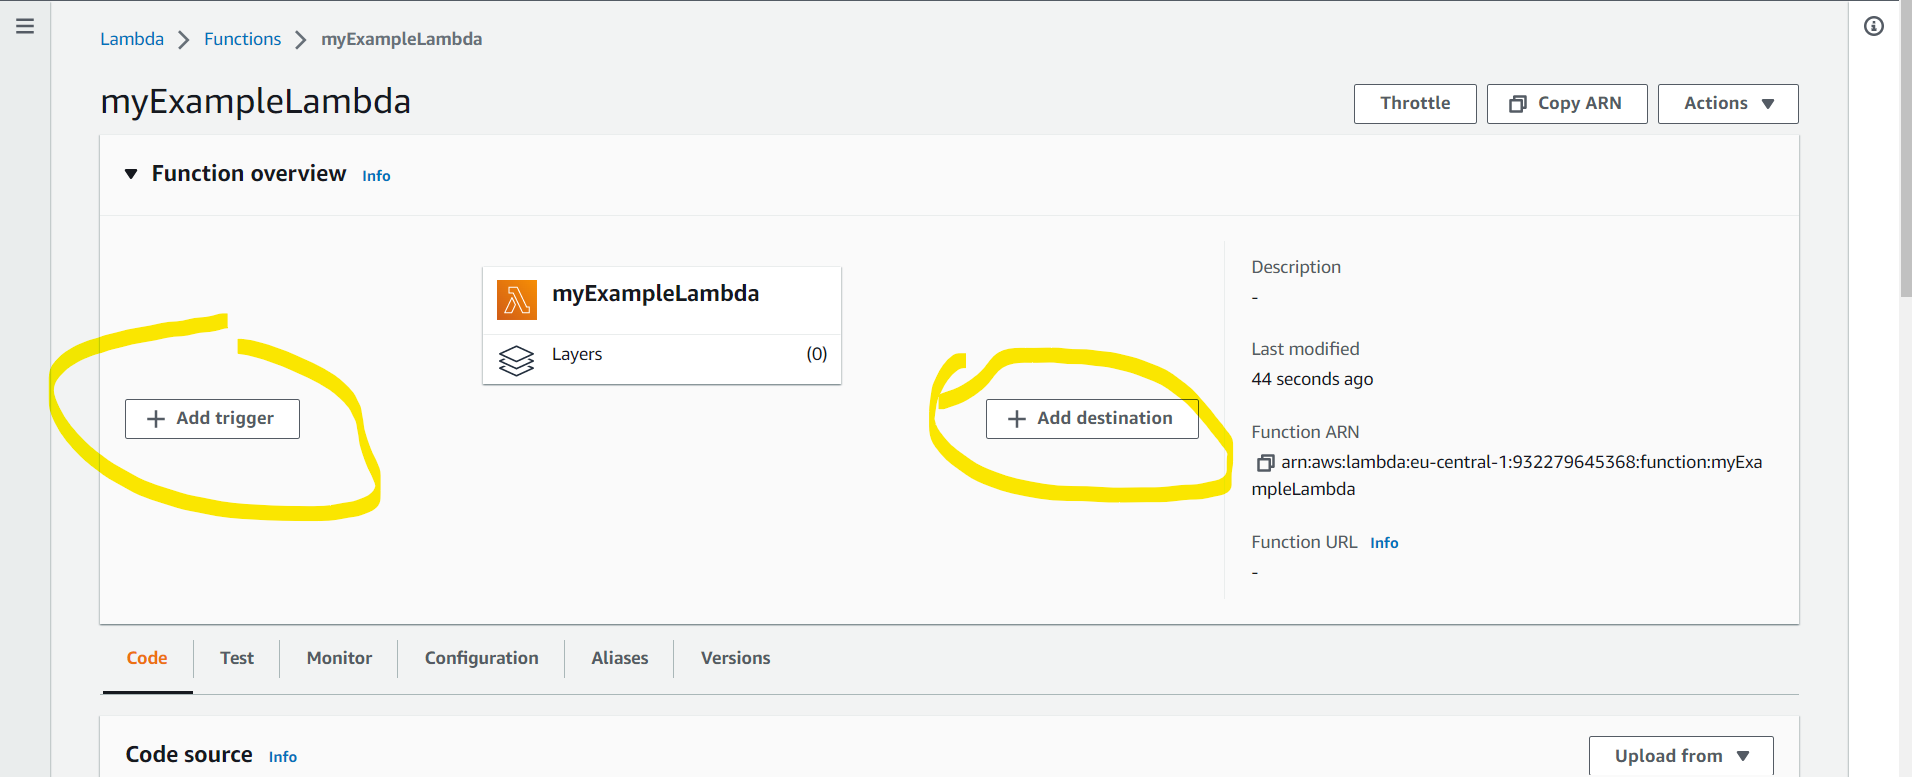 Lambda > Functions > myExampleLambda
myExampleLambda
Throttle
Copy ARN
Actions
Function overview Info
myExampleLambda
Layers (0)
+ Add trigger
+ Add destination
Description
-
Last modified
44 seconds ago
Function ARN
arn:aws:lambda:eu-central-1:932279645368:function:myExa
mpleLambda
Function URL Info
-
Code
Test
Monitor
Configuration
Aliases
Versions
Code source Info
Upload from